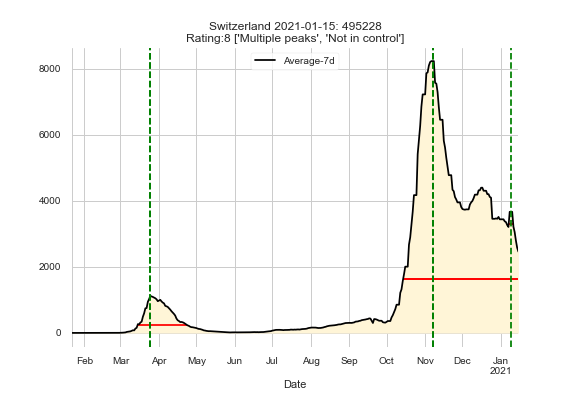 Switzerland 2021-01-15: 495228
Rating:8 ['Multiple peaks', 'Not in control']
Average-7d
8000
6000
4000
2000
0
Feb Mar Apr May Jun Jul Aug Sep Oct Nov Dec Jan
2021
Date